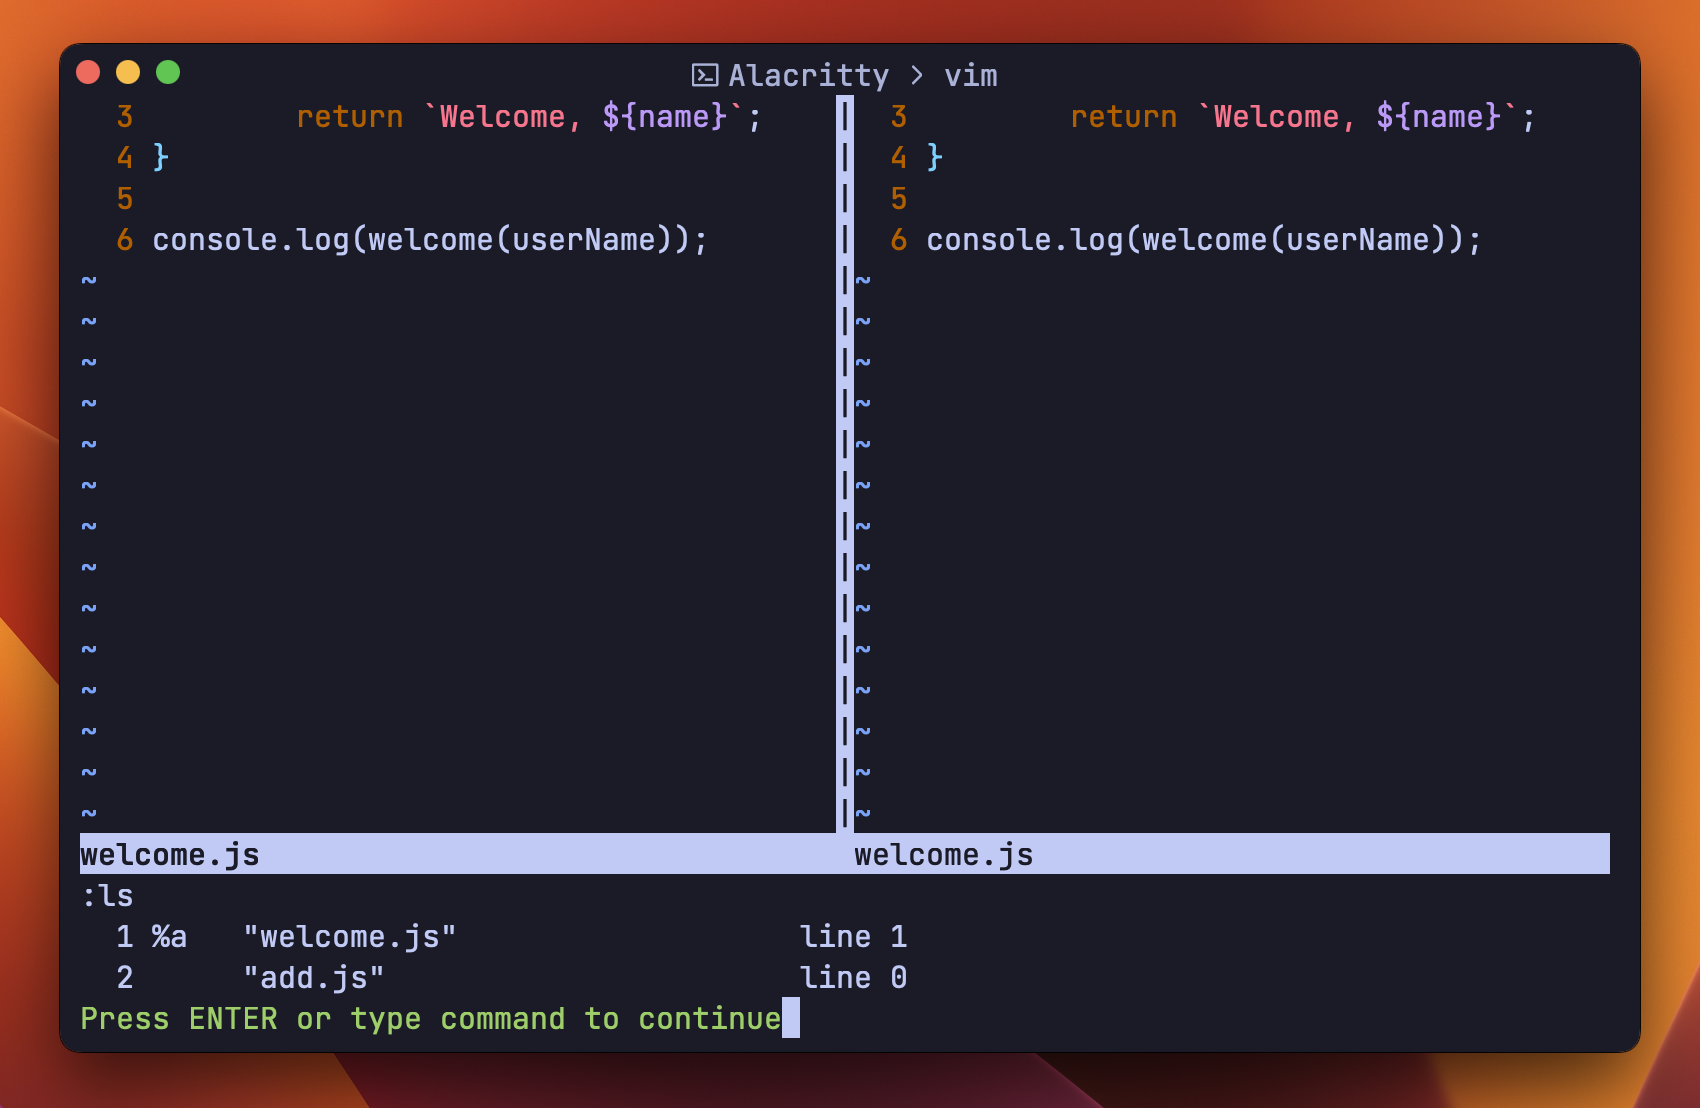 Alacritty > vim
3         return `Welcome, ${name}`;
4 }
5
6 console.log(welcome(userName));
~
~
~
~
~
~
~
~
~
~
~
~
~
~
welcome.js
3         return `Welcome, ${name}`;
4 }
5
6 console.log(welcome(userName));
~
~
~
~
~
~
~
~
~
~
~
~
~
~
welcome.js
:ls
  1 %a   "welcome.js"                   line 1
  2      "add.js"                       line 0
Press ENTER or type command to continue